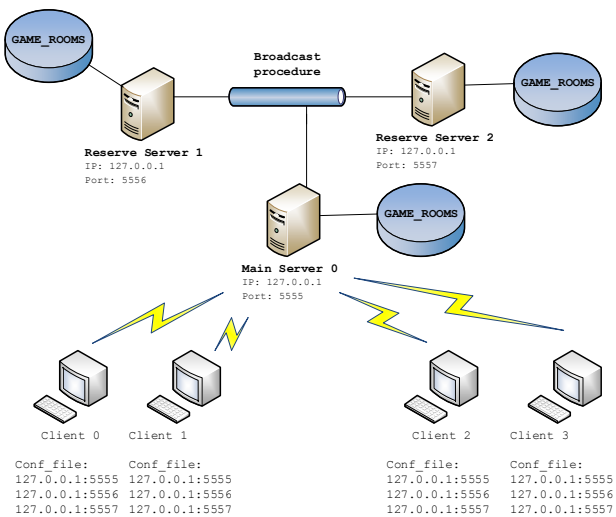 GAME_ROOMS
Broadcast
procedure
GAME_ROOMS
Reserve Server 1
IP: 127.0.0.1
Port: 5556
Reserve Server 2
IP: 127.0.0.1
Port: 5557
GAME_ROOMS
Main Server 0
IP: 127.0.0.1
Port: 5555
Client 0
Client 1
Client 2
Client 3
Conf_file:
127.0.0.1:5555
127.0.0.1:5556
127.0.0.1:5557
Conf_file:
127.0.0.1:5555
127.0.0.1:5556
127.0.0.1:5557
Conf_file:
127.0.0.1:5555
127.0.0.1:5556
127.0.0.1:5557
Conf_file:
127.0.0.1:5555
127.0.0.1:5556
127.0.0.1:5557